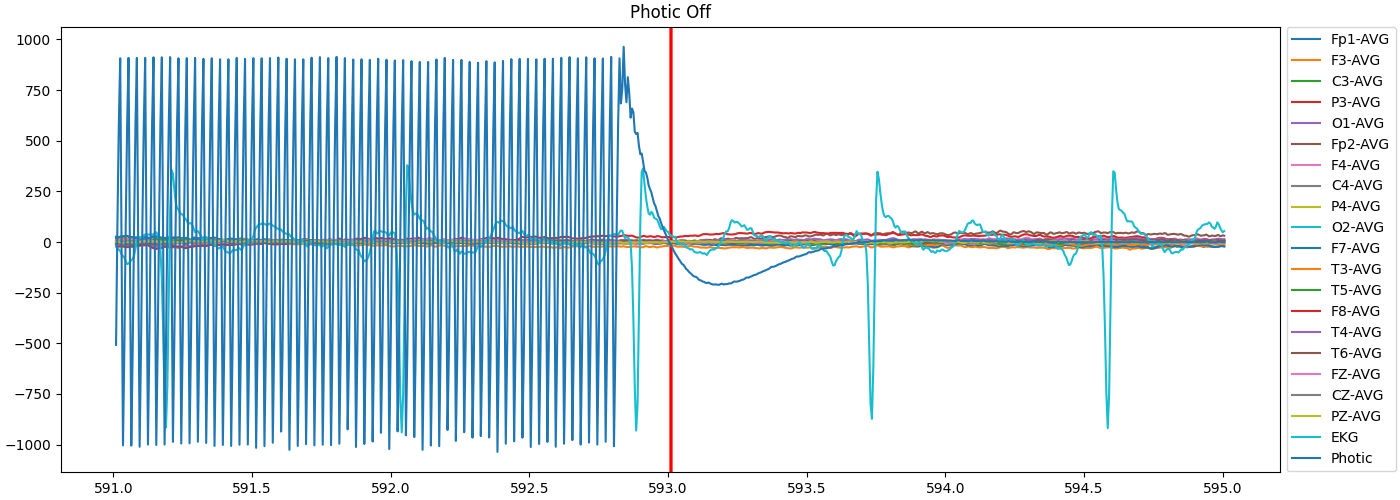 Photic Off
1000
750
500
250
0
−250
−500
−750
−1000
591.0 591.5 592.0 592.5 593.0 593.5 594.0 594.5 595.0
Fp1-AVG
F3-AVG
C3-AVG
P3-AVG
O1-AVG
Fp2-AVG
F4-AVG
C4-AVG
P4-AVG
O2-AVG
F7-AVG
T3-AVG
T5-AVG
F8-AVG
T4-AVG
T6-AVG
FZ-AVG
CZ-AVG
PZ-AVG
EKG
Photic